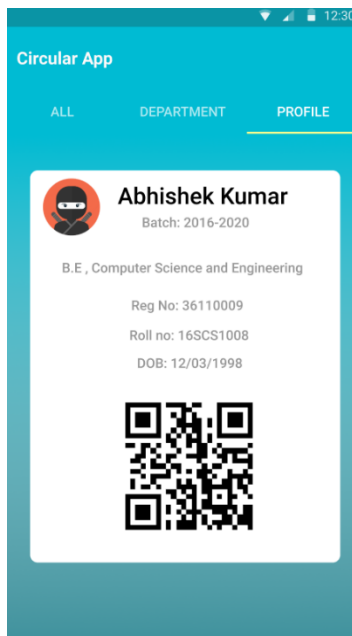 12:30
Circular App
ALL DEPARTMENT PROFILE
Abhishek Kumar
Batch: 2016-2020
B.E , Computer Science and Engineering
Reg No: 36110009
Roll no: 16SCS1008
DOB: 12/03/1998